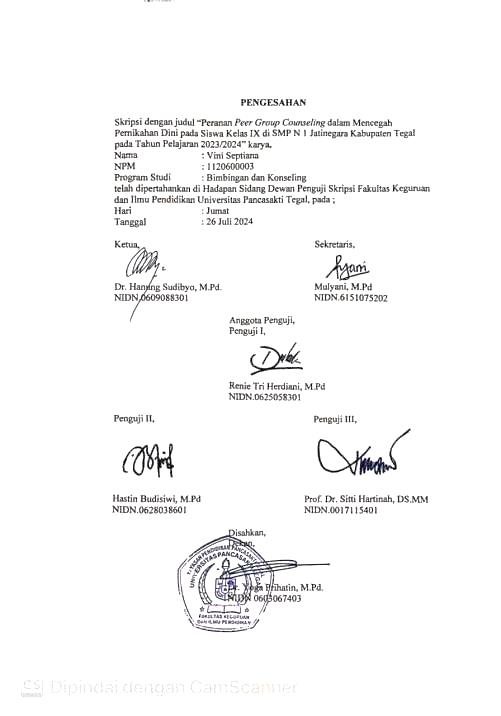 PENGESAHAN
Skripsi dengan judul "Peranan Peer Group Counseling dalam Mencegah
Pernikahan Dini pada Siswa Kelas IX di SMP N 1 Jatinegara Kabupaten Tegal
pada Tahun Pelajaran 2023/2024" karya,
Nama : Vini Septiana
NPM : 1120600003
Program Studi : Bimbingan dan Konseling
telah dipertahankan di Hadapan Sidang Dewan Penguji Skripsi Fakultas Keguruan
dan Ilmu Pendidikan Universitas Pancasakti Tegal, pada ;
Hari : Jumat
Tanggal : 26 Juli 2024
Ketua, Sekretaris,
Dr. Hanung Sudibyo, M.Pd. Mulyani, M.Pd
NIDN.0609088301 NIDN.6151075202
Anggota Penguji,
Penguji I,
Renie Tri Herdiani, M.Pd
NIDN.0625058301
Penguji II, Penguji III,
Hastin Budisiwi, M.Pd Prof. Dr. Sitti Hartinah, DS.MM
NIDN.0628038601 NIDN.0017115401
Disahkan,
Dekan,
Dr. Yoga Prihatin, M.Pd.
NIDN 0603067403
UNIVERSITAS PANCASAKTI TEGAL
FAKULTAS KEGURUAN
DAN ILMU PENDIDIKAN
CS Dipindai dengan CamScanner